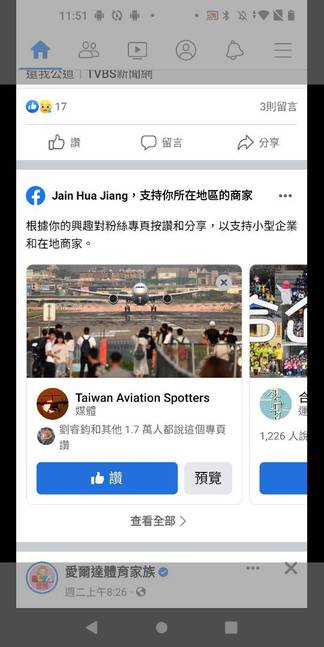 11:51
還我公道｜TVBS新聞網
17
3則留言
讚
留言
分享
Jain Hua Jiang，支持你所在地區的商家
根據你的興趣對粉絲專頁按讚和分享，以支持小型企業
和在地商家。
Taiwan Aviation Spotters
媒體
劉睿鈞和其他 1.7 萬人都說這個專頁
讚
讚
預覽
1,226 人說
查看全部
愛爾達體育家族
週二上午8:26 ·